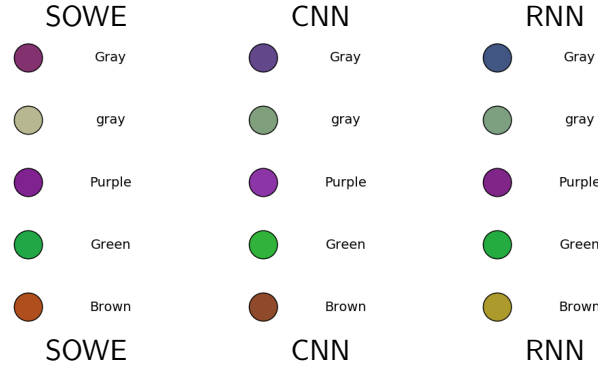 SOWE CNN RNN
Gray Gray Gray
gray gray gray
Purple Purple Purple
Green Green Green
Brown Brown Brown
SOWE CNN RNN